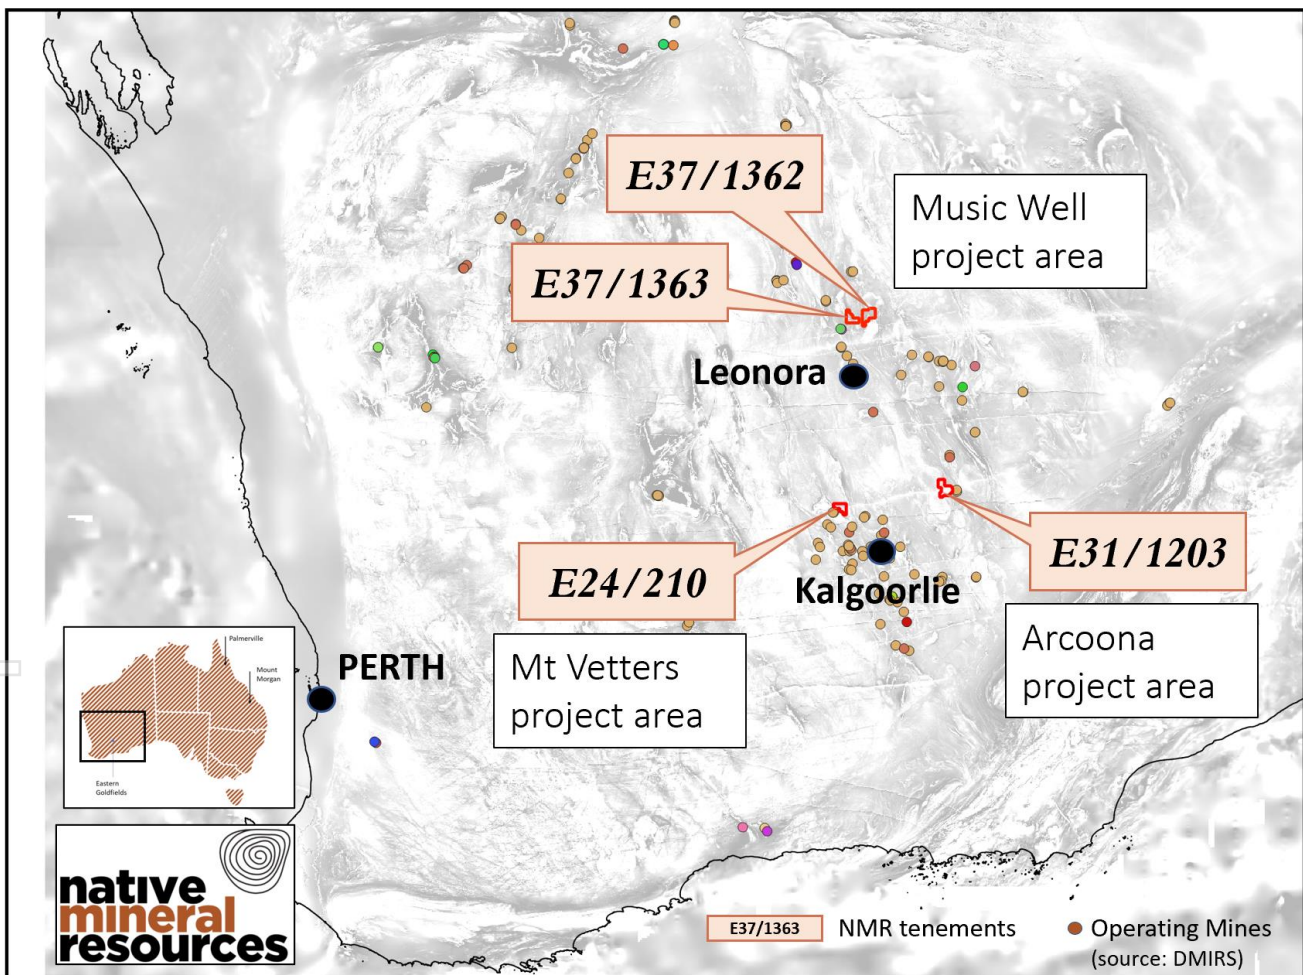 E37/1362
Music Well
project area
E37/1363
Leonora
E24/210
E31/1203
Kalgoorlie
Mt Vetters
project area
Arcoona
project area
PERTH
Palmerville
Mount
Morgan
Eastern
Goldfields
native
mineral
resources
E37/1363
NMR tenements
Operating Mines
(source: DMIRS)